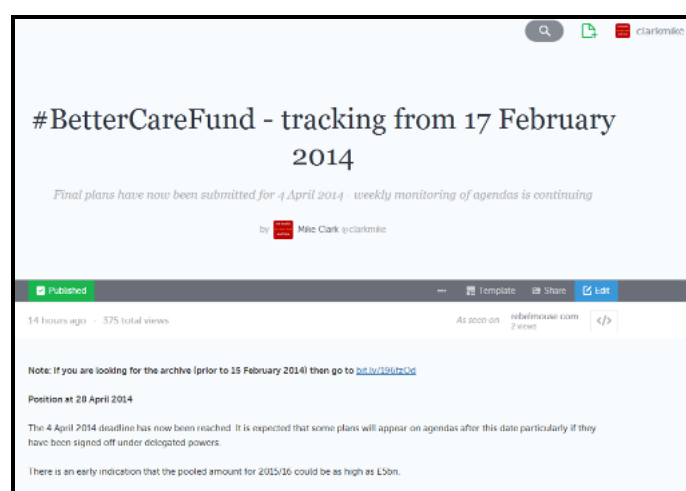 clarkmike
#BetterCareFund - tracking from 17 February
2014
Final plans have now been submitted for 4 April 2014 - weekly monitoring of agendas is continuing
by Mike Clark @clarkmike
Published ... Template Share Edit
14 hours ago · 375 total views As seen on rebelmouse.com
2 views </>
Note: If you are looking for the archive (prior to 15 February 2014) then go to
Position at 28 April 2014
The 4 April 2014 deadline has now been reached. It is expected that some plans will appear on agendas after this date particularly if they
have been signed off under delegated powers.
There is an early indication that the pooled amount for 2015/16 could be as high as £5bn.